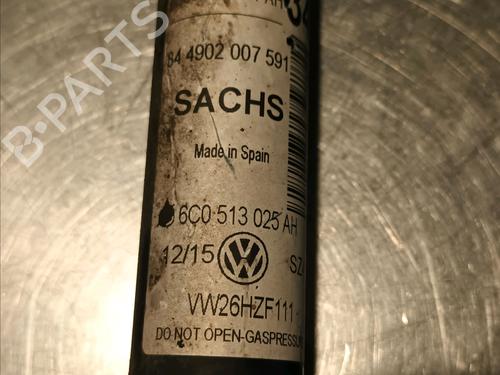 AH
84 4902 007 591
SACHS
Made in Spain
6C0 513 025 AH
12/15
SZ
VW26HZF111
DO NOT OPEN-GASPRESSU
B-PARTS